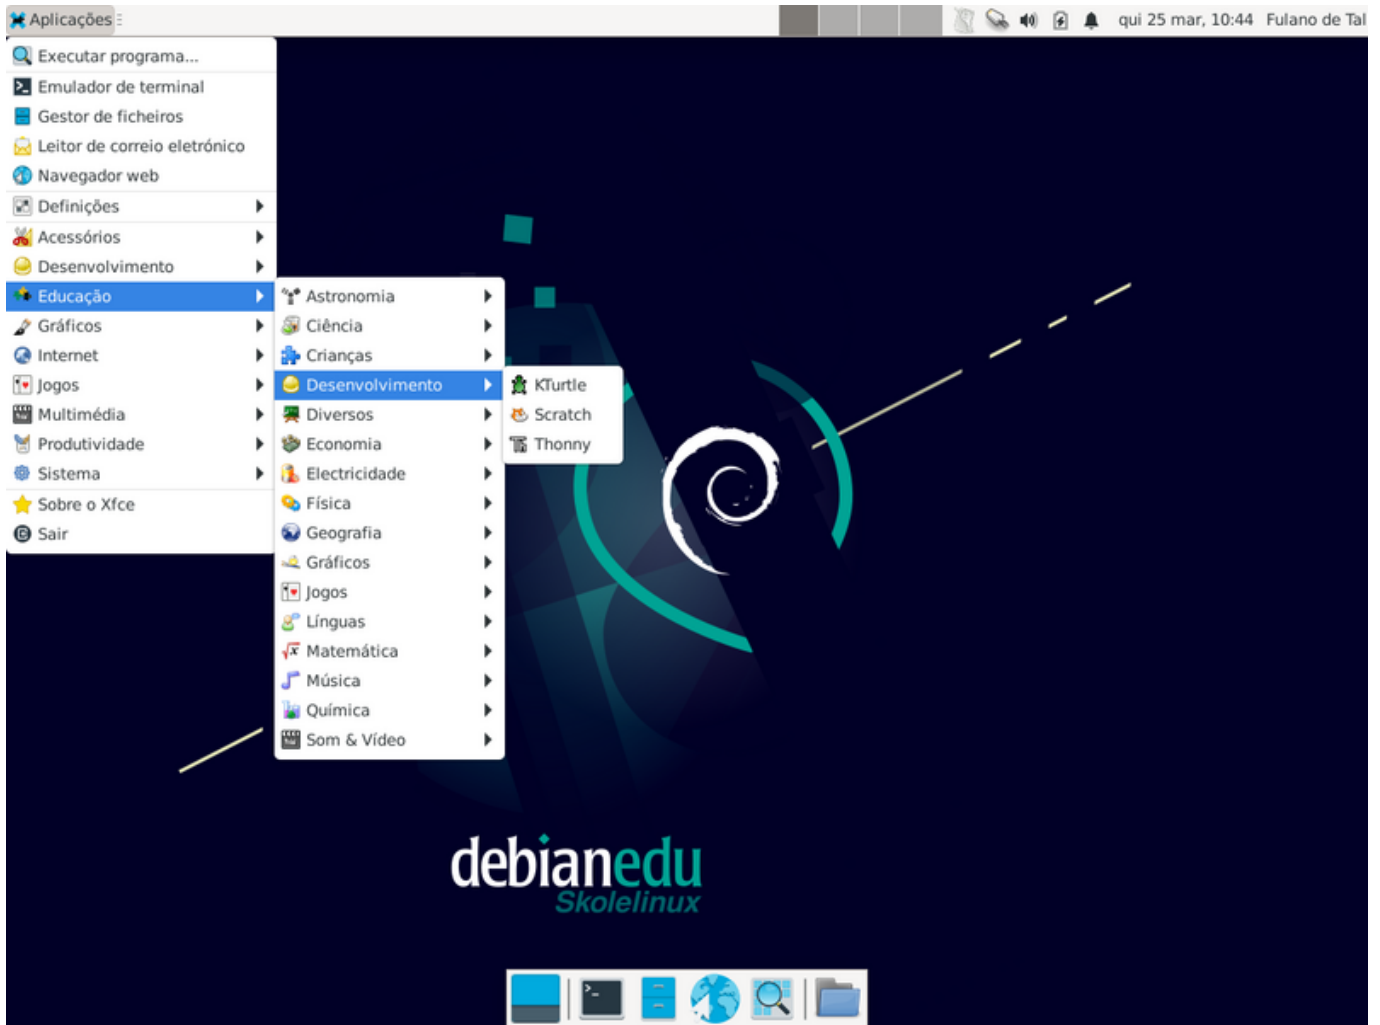 Aplicações
qui 25 mar, 10:44 Fulano de Tal
Executar programa...
Emulador de terminal
Gestor de ficheiros
Leitor de correio eletrónico
Navegador web
Definições
Acessórios
Desenvolvimento
Educação
Gráficos
Internet
Jogos
Multimédia
Produtividade
Sistema
Sobre o Xfce
Sair
Astronomia
Ciência
Crianças
Desenvolvimento
Diversos
Economia
Electricidade
Física
Geografia
Gráficos
Jogos
Línguas
Matemática
Música
Química
Som & Vídeo
KTurtle
Scratch
Thonny
debianedu
Skolelinux